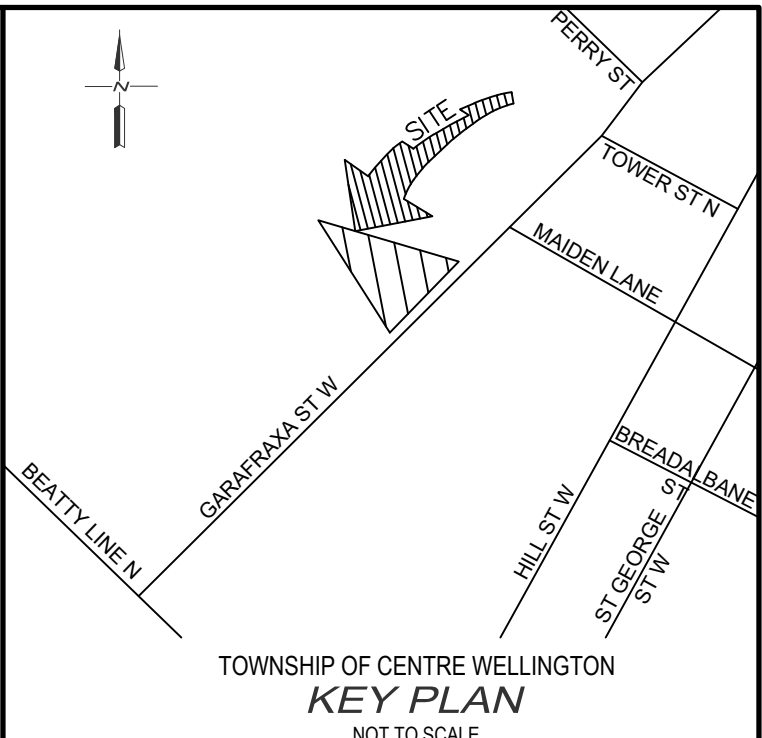 PERRY ST
N
SITE
TOWER ST N
MAIDEN LANE
GARAFRAXA ST W
BEATTY LINE N
BREADALBANE
ST
HILL ST W
ST GEORGE
ST W
TOWNSHIP OF CENTRE WELLINGTON
KEY PLAN
NOT TO SCALE